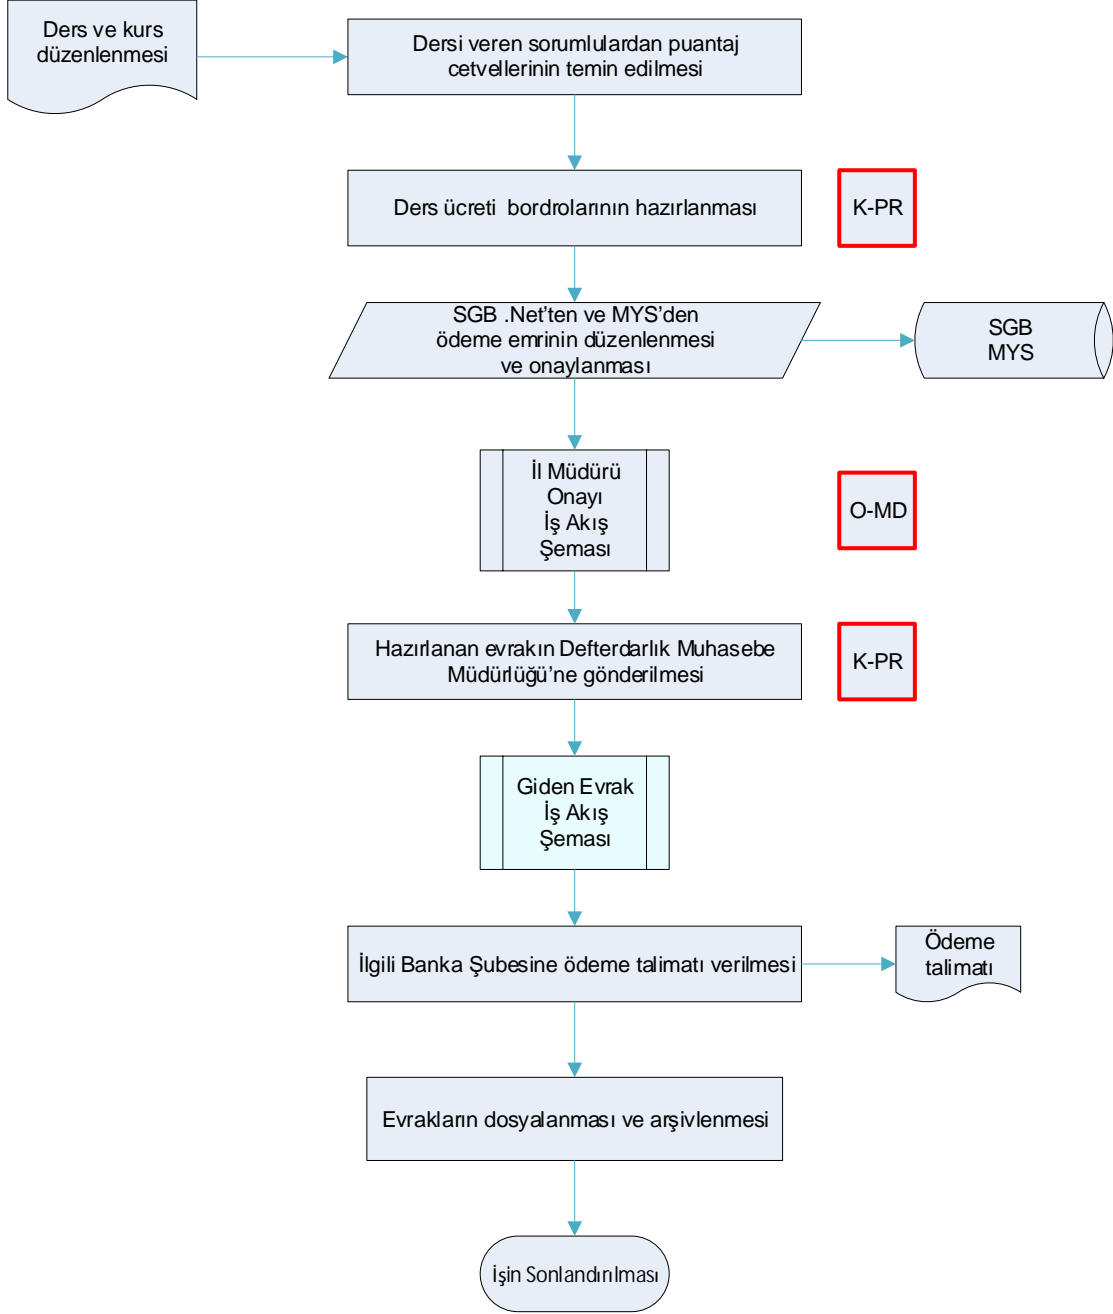 Ders ve kurs
düzenlenmesi
Dersi veren sorumlulardan puantaj
cetvellerinin temin edilmesi
Ders ücreti bordrolarının hazırlanması
K-PR
SGB .Net’ten ve MYS’den
ödeme emrinin düzenlenmesi
ve onaylanması
SGB
MYS
İl Müdürü
Onayı
İş Akış
Şeması
O-MD
Hazırlanan evrakın Defterdarlık Muhasebe
Müdürlüğü’ne gönderilmesi
K-PR
Giden Evrak
İş Akış
Şeması
İlgili Banka Şubesine ödeme talimatı verilmesi
Ödeme
talimatı
Evrakların dosyalanması ve arşivlenmesi
İşin Sonlandırılması